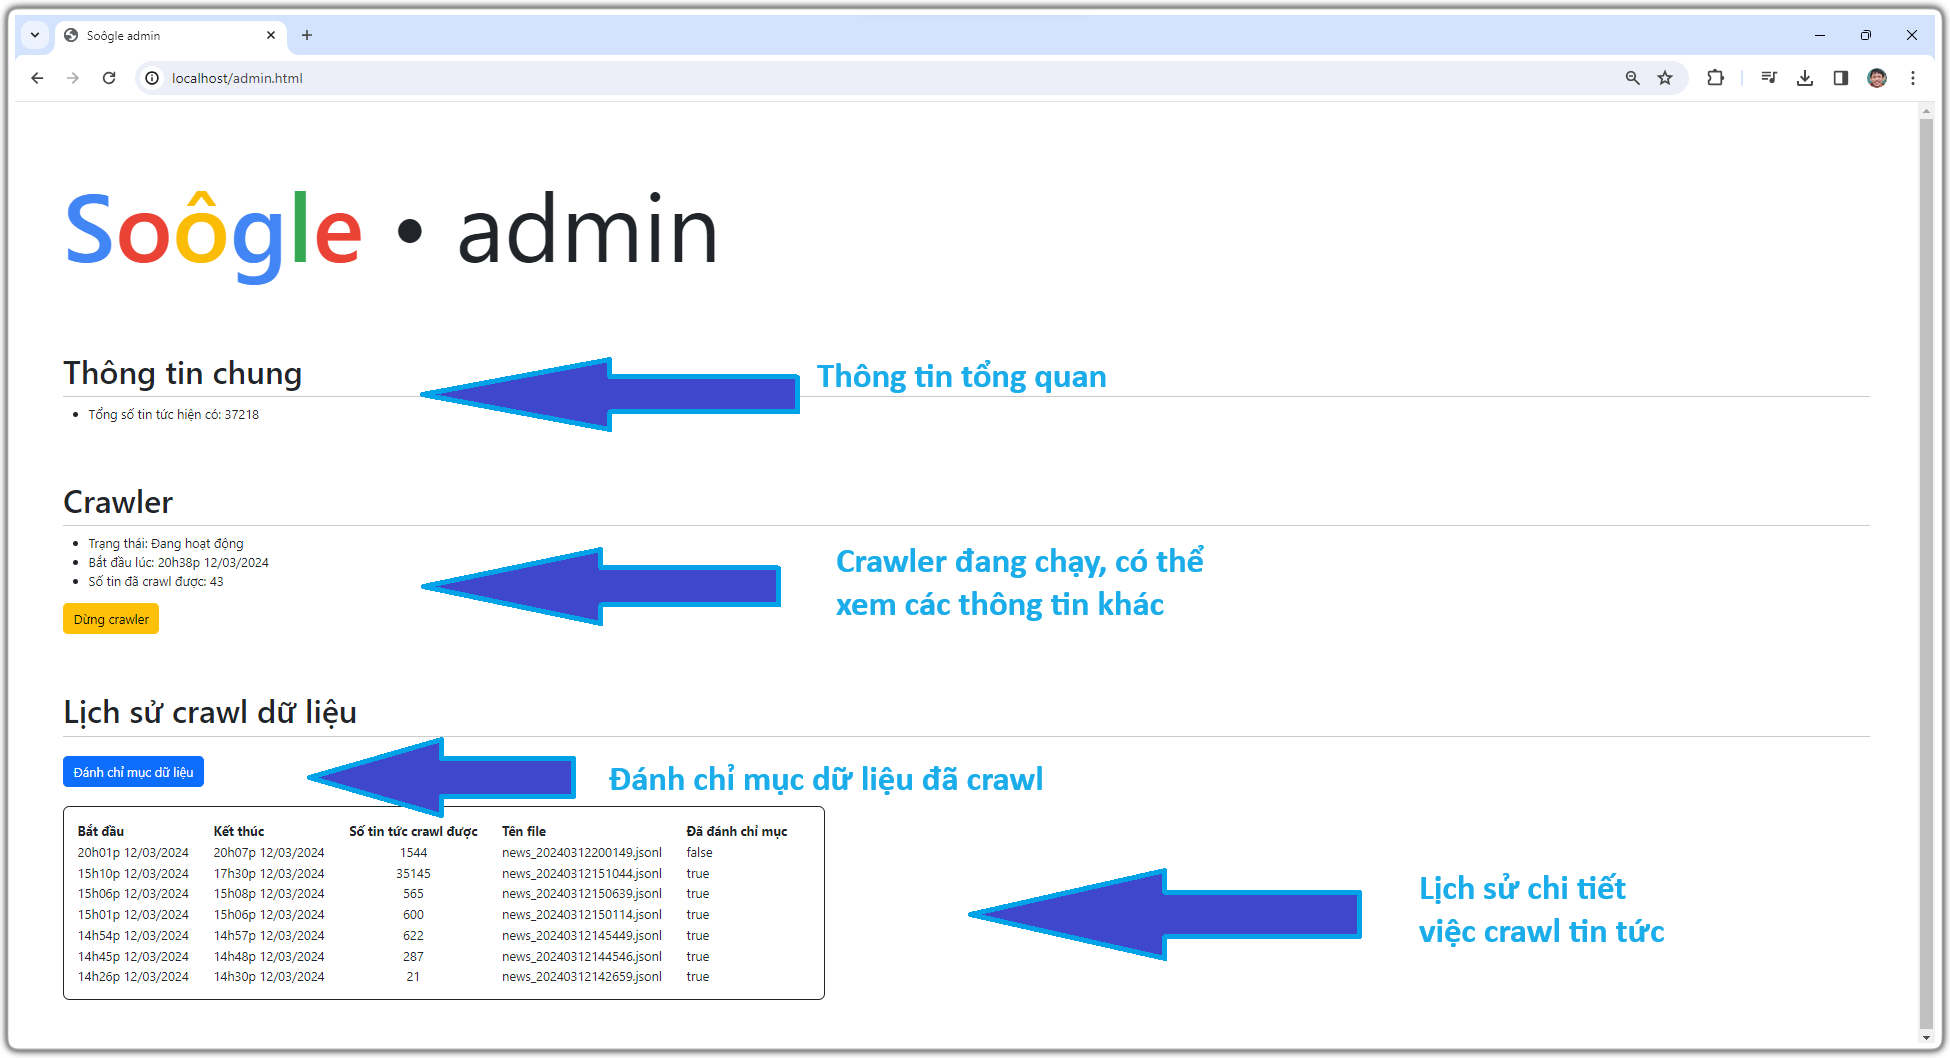 Soôgle admin
localhost/admin.html
Soôgle • admin
Thông tin chung
Thông tin tổng quan
• Tổng số tin tức hiện có: 37218
Crawler
• Trạng thái: Đang hoạt động
• Bắt đầu lúc: 20h38p 12/03/2024
• Số tin đã crawl được: 43
Crawler đang chạy, có thể
xem các thông tin khác
Dừng crawler
Lịch sử crawl dữ liệu
Đánh chỉ mục dữ liệu
Đánh chỉ mục dữ liệu đã crawl
Bắt đầu Kết thúc Số tin tức crawl được Tên file Đã đánh chỉ mục
20h01p 12/03/2024 20h07p 12/03/2024 1544 news_20240312200149.jsonl false
15h10p 12/03/2024 17h30p 12/03/2024 35145 news_20240312151044.jsonl true
15h06p 12/03/2024 15h08p 12/03/2024 565 news_20240312150639.jsonl true
15h01p 12/03/2024 15h06p 12/03/2024 600 news_20240312150114.jsonl true
14h54p 12/03/2024 14h57p 12/03/2024 622 news_20240312145449.jsonl true
14h45p 12/03/2024 14h48p 12/03/2024 287 news_20240312144546.jsonl true
14h26p 12/03/2024 14h30p 12/03/2024 21 news_20240312142659.jsonl true
Lịch sử chi tiết
việc crawl tin tức